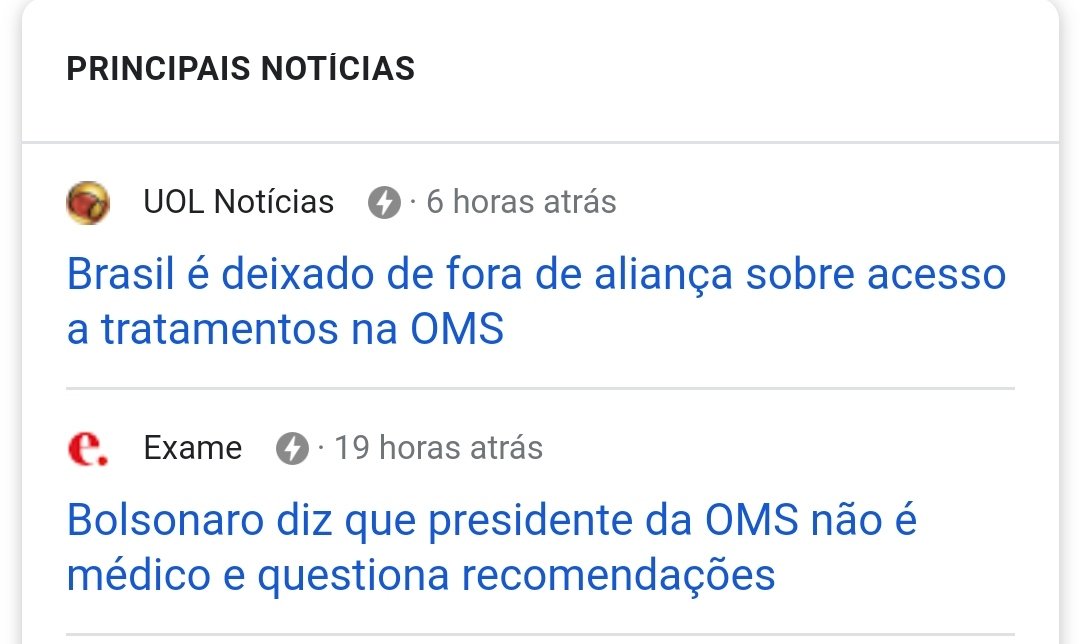 PRINCIPAIS NOTÍCIAS
UOL Notícias · 6 horas atrás
Brasil é deixado de fora de aliança sobre acesso
a tratamentos na OMS
e. Exame · 19 horas atrás
Bolsonaro diz que presidente da OMS não é
médico e questiona recomendações